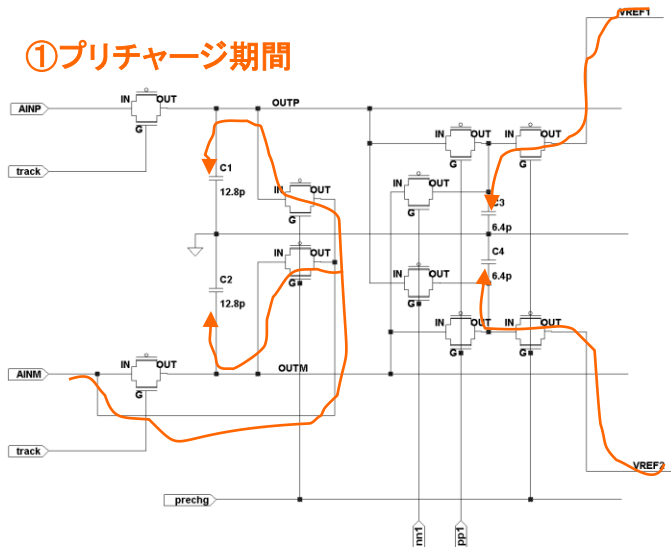 VREF1
①プリチャージ期間
AINP
IN
OUT
G
OUTP
track
C1
12.8p
IN
OUT
G
IN
OUT
G
C2
12.8p
IN
OUT
G
IN
OUT
G
IN
OUT
G
C3
6.4p
C4
6.4p
IN
OUT
G
IN
OUT
G
IN
OUT
G
IN
OUT
G
AINM
OUTM
track
VREF2
prechg
nn1
pp1